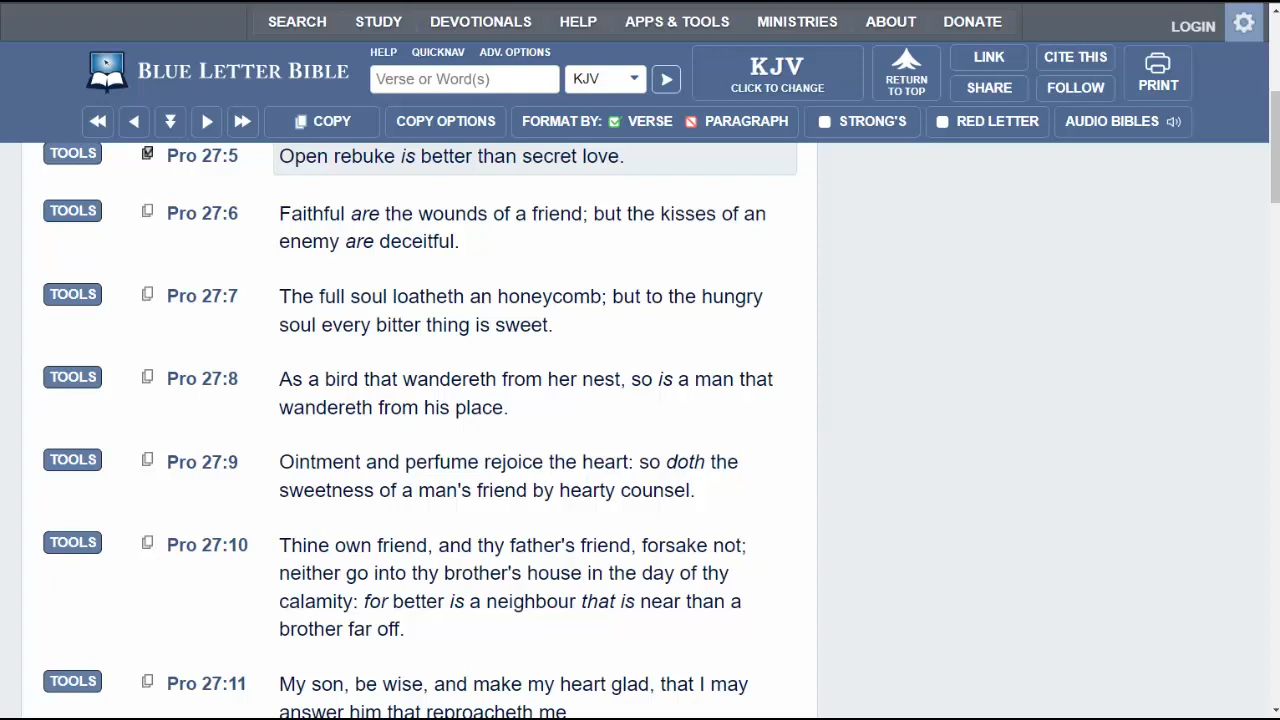 SEARCH STUDY DEVOTIONALS HELP APPS & TOOLS MINISTRIES ABOUT DONATE LOGIN
HELP QUICKNAV ADV. OPTIONS
BLUE LETTER BIBLE
Verse or Word(s) KJV
KJV
CLICK TO CHANGE
RETURN
TO TOP
LINK CITE THIS
SHARE FOLLOW
PRINT
COPY COPY OPTIONS FORMAT BY: VERSE PARAGRAPH STRONG'S RED LETTER AUDIO BIBLES
TOOLS Pro 27:5 Open rebuke is better than secret love.
TOOLS Pro 27:6 Faithful are the wounds of a friend; but the kisses of an
enemy are deceitful.
TOOLS Pro 27:7 The full soul loatheth an honeycomb; but to the hungry
soul every bitter thing is sweet.
TOOLS Pro 27:8 As a bird that wandereth from her nest, so is a man that
wandereth from his place.
TOOLS Pro 27:9 Ointment and perfume rejoice the heart: so doth the
sweetness of a man's friend by hearty counsel.
TOOLS Pro 27:10 Thine own friend, and thy father's friend, forsake not;
neither go into thy brother's house in the day of thy
calamity: for better is a neighbour that is near than a
brother far off.
TOOLS Pro 27:11 My son, be wise, and make my heart glad, that I may
answer him that reproacheth me